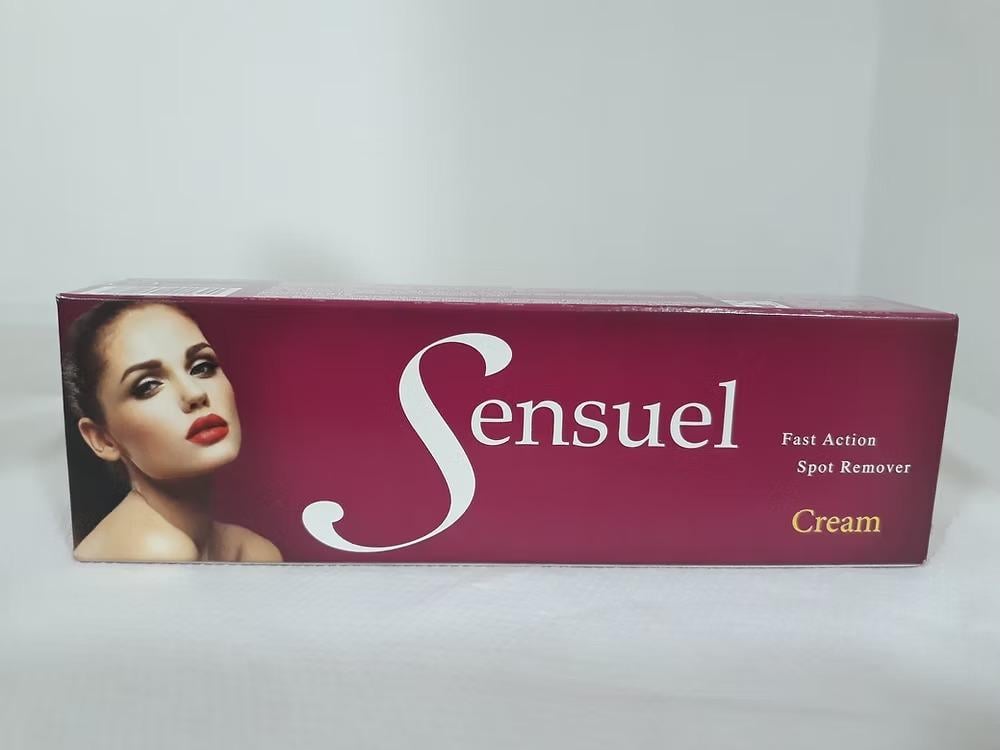 Sensuel
Fast Action
Spot Remover
Cream